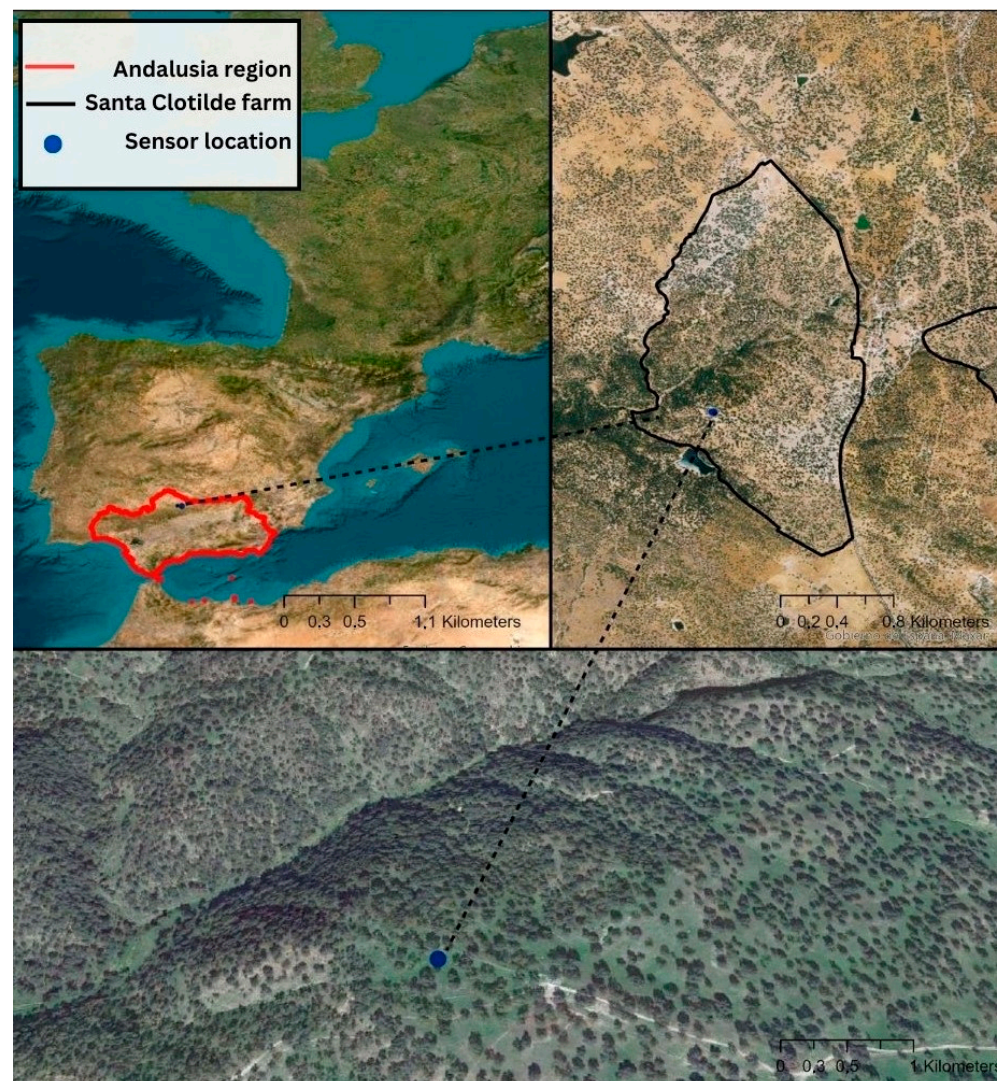 Andalusia region
Santa Clotilde farm
Sensor location
0 0.3 0,5 1,1 Kilometers
0 0,2 0,4 0,8 Kilometers
0 0,3 0,5 1 Kilometers